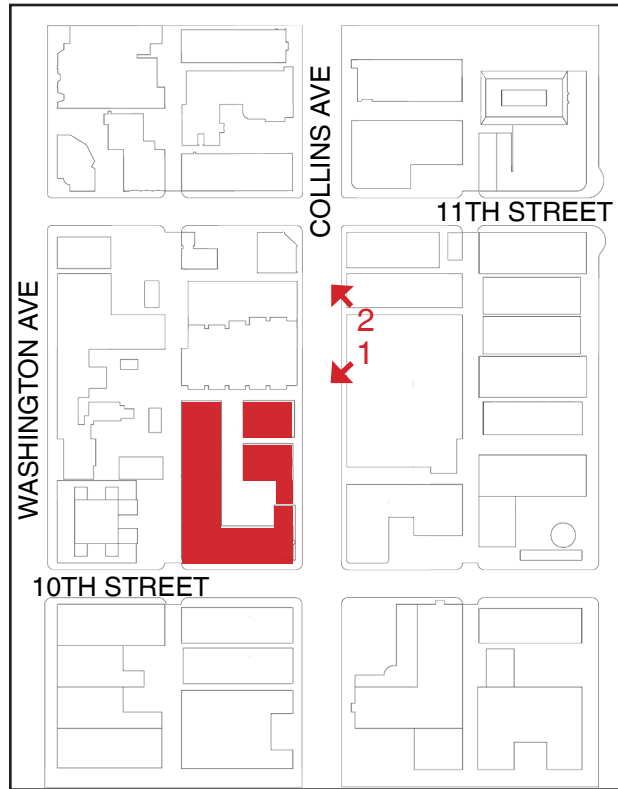 COLLINS AVE
11TH STREET
WASHINGTON AVE
2
1
10TH STREET